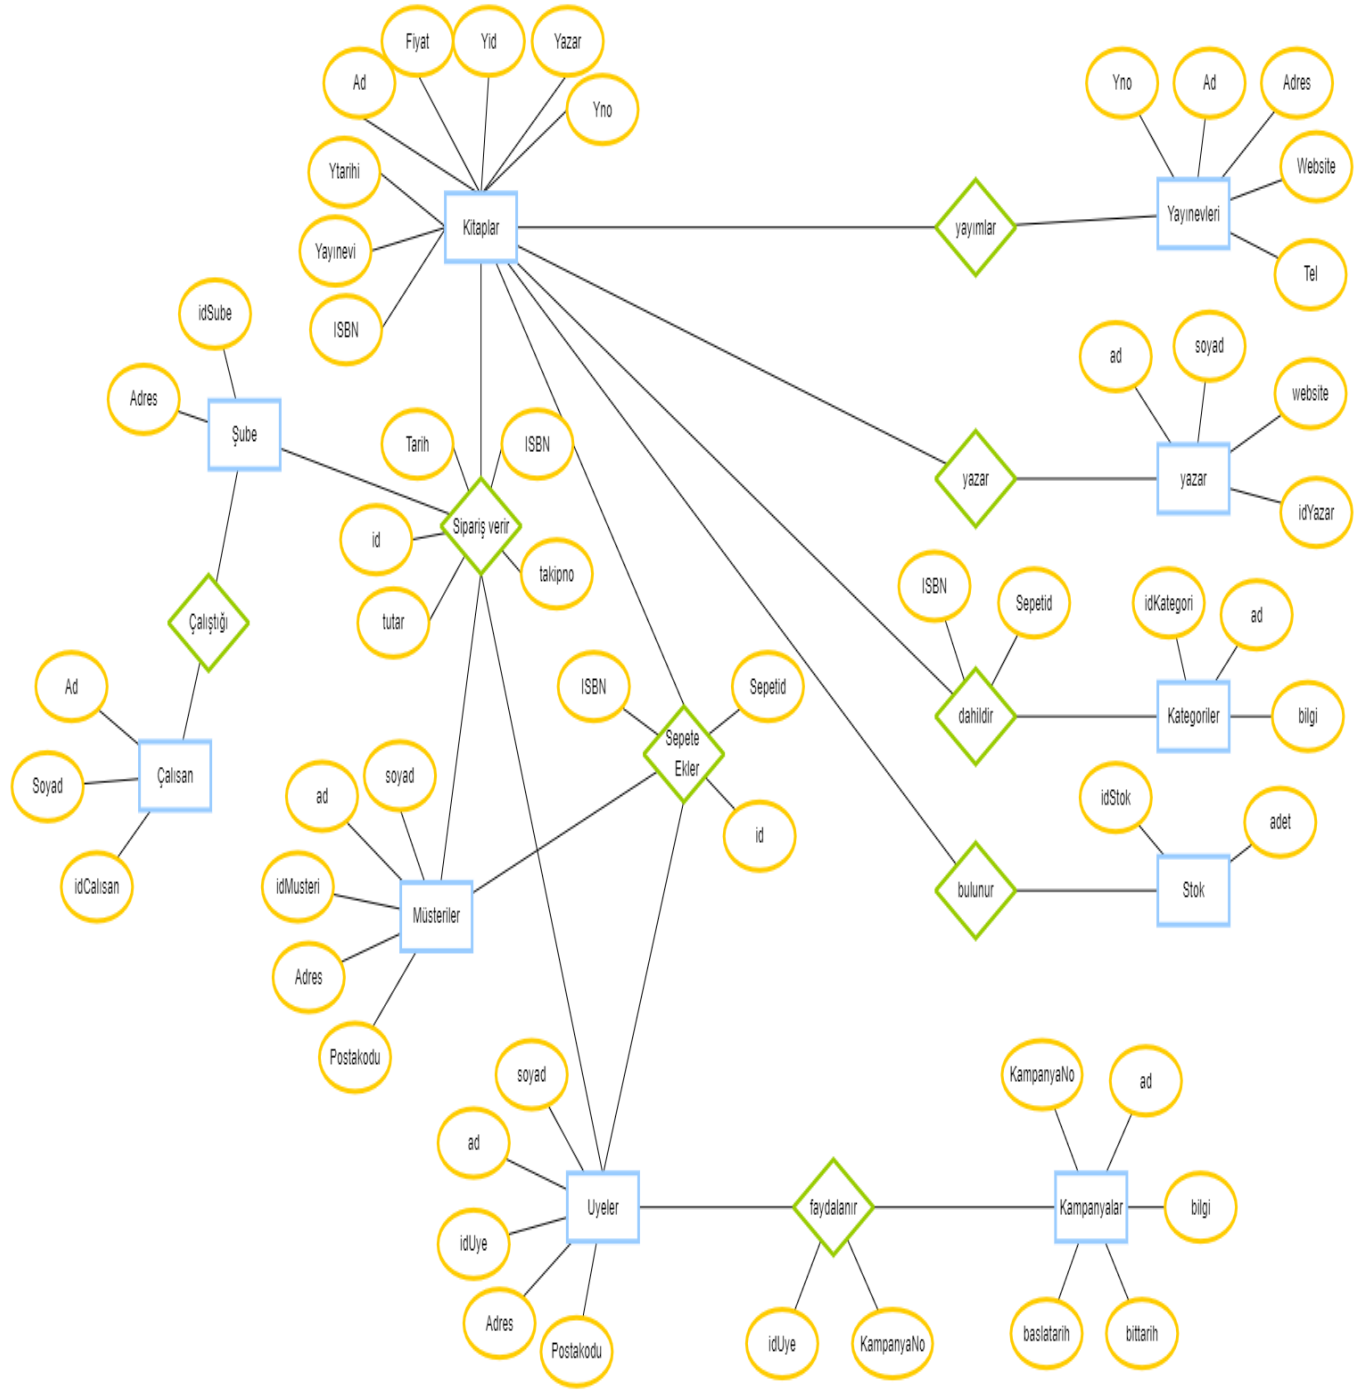 Fiyat
Yid
Yazar
Ad
Yno
Ytarihi
Kitaplar
Yayınevi
ISBN
Yno
Ad
Adres
Website
yayımlar
Yayınevleri
Tel
idSube
Adres
Şube
ad
soyad
website
yazar
yazar
idYazar
Tarih
ISBN
id
Sipariş verir
takipno
tutar
Çalıştığı
ISBN
Sepetid
idKategori
ad
dahildir
Kategoriler
bilgi
Ad
Soyad
Çalısan
idCalısan
ISBN
Sepetid
Sepete
Ekler
id
idStok
adet
bulunur
Stok
soyad
ad
idMusteri
Müsteriler
Adres
Postakodu
soyad
ad
Uyeler
idUye
Adres
Postakodu
faydalanır
idUye
KampanyaNo
KampanyaNo
ad
Kampanyalar
bilgi
baslatarih
bittarih